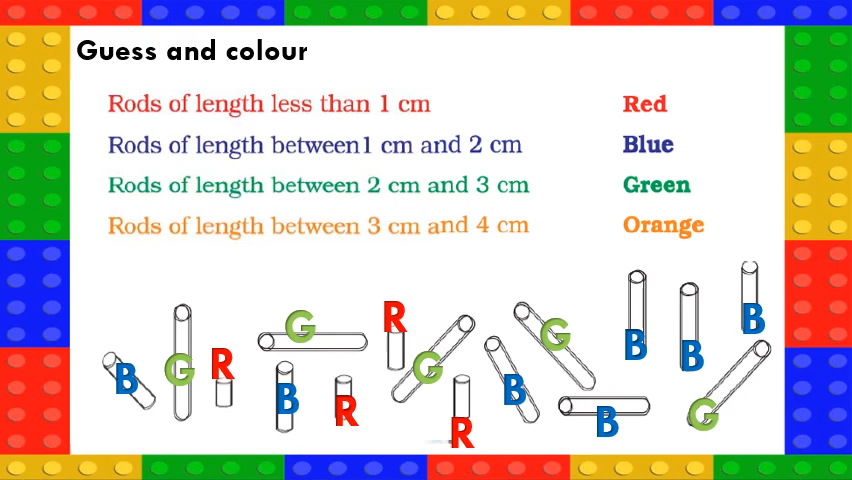 Guess and colour
Rods of length less than 1 cm Red
Rods of length between1 cm and 2 cm Blue
Rods of length between 2 cm and 3 cm Green
Rods of length between 3 cm and 4 cm Orange
B
G
R
G
B
R
R
G
R
B
G
B
B
B
G
B